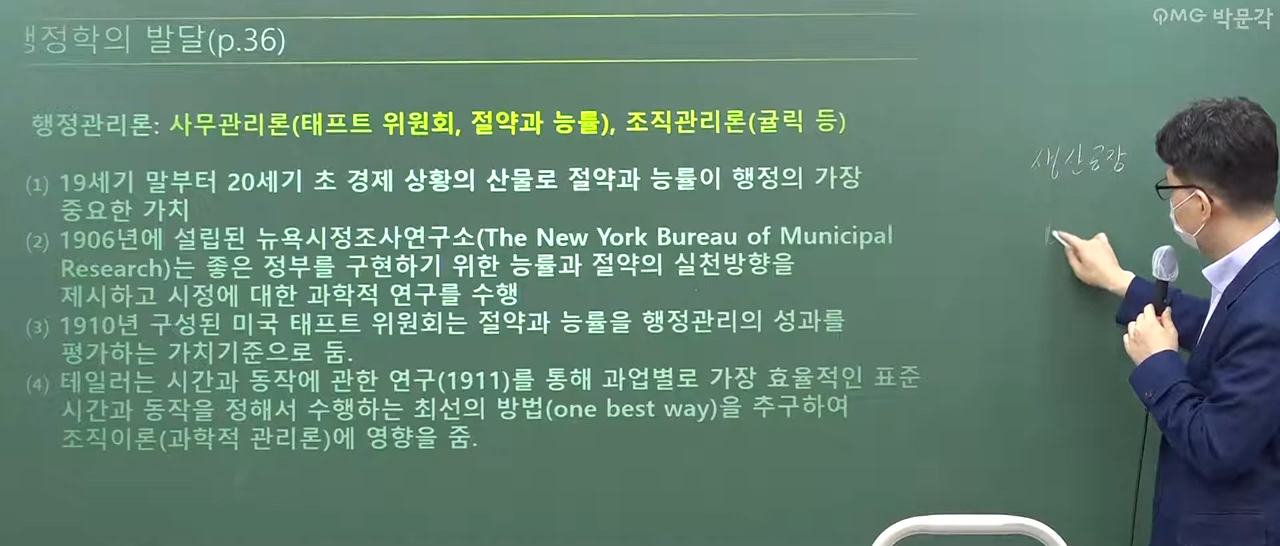 행정학의 발달(p.36)
PMG 박문각
행정관리론: 사무관리론(태프트 위원회, 절약과 능률), 조직관리론(귤릭 등)
(1) 19세기 말부터 20세기 초 경제 상황의 산물로 절약과 능률이 행정의 가장
중요한 가치
(2) 1906년에 설립된 뉴욕시정조사연구소(The New York Bureau of Municipal
Research)는 좋은 정부를 구현하기 위한 능률과 절약의 실천방향을
제시하고 시정에 대한 과학적 연구를 수행
(3) 1910년 구성된 미국 태프트 위원회는 절약과 능률을 행정관리의 성과를
평가하는 가치기준으로 둠.
(4) 테일러는 시간과 동작에 관한 연구(1911)를 통해 과업별로 가장 효율적인 표준
시간과 동작을 정해서 수행하는 최선의 방법(one best way)을 추구하여
조직이론(과학적 관리론)에 영향을 줌.
생산공장